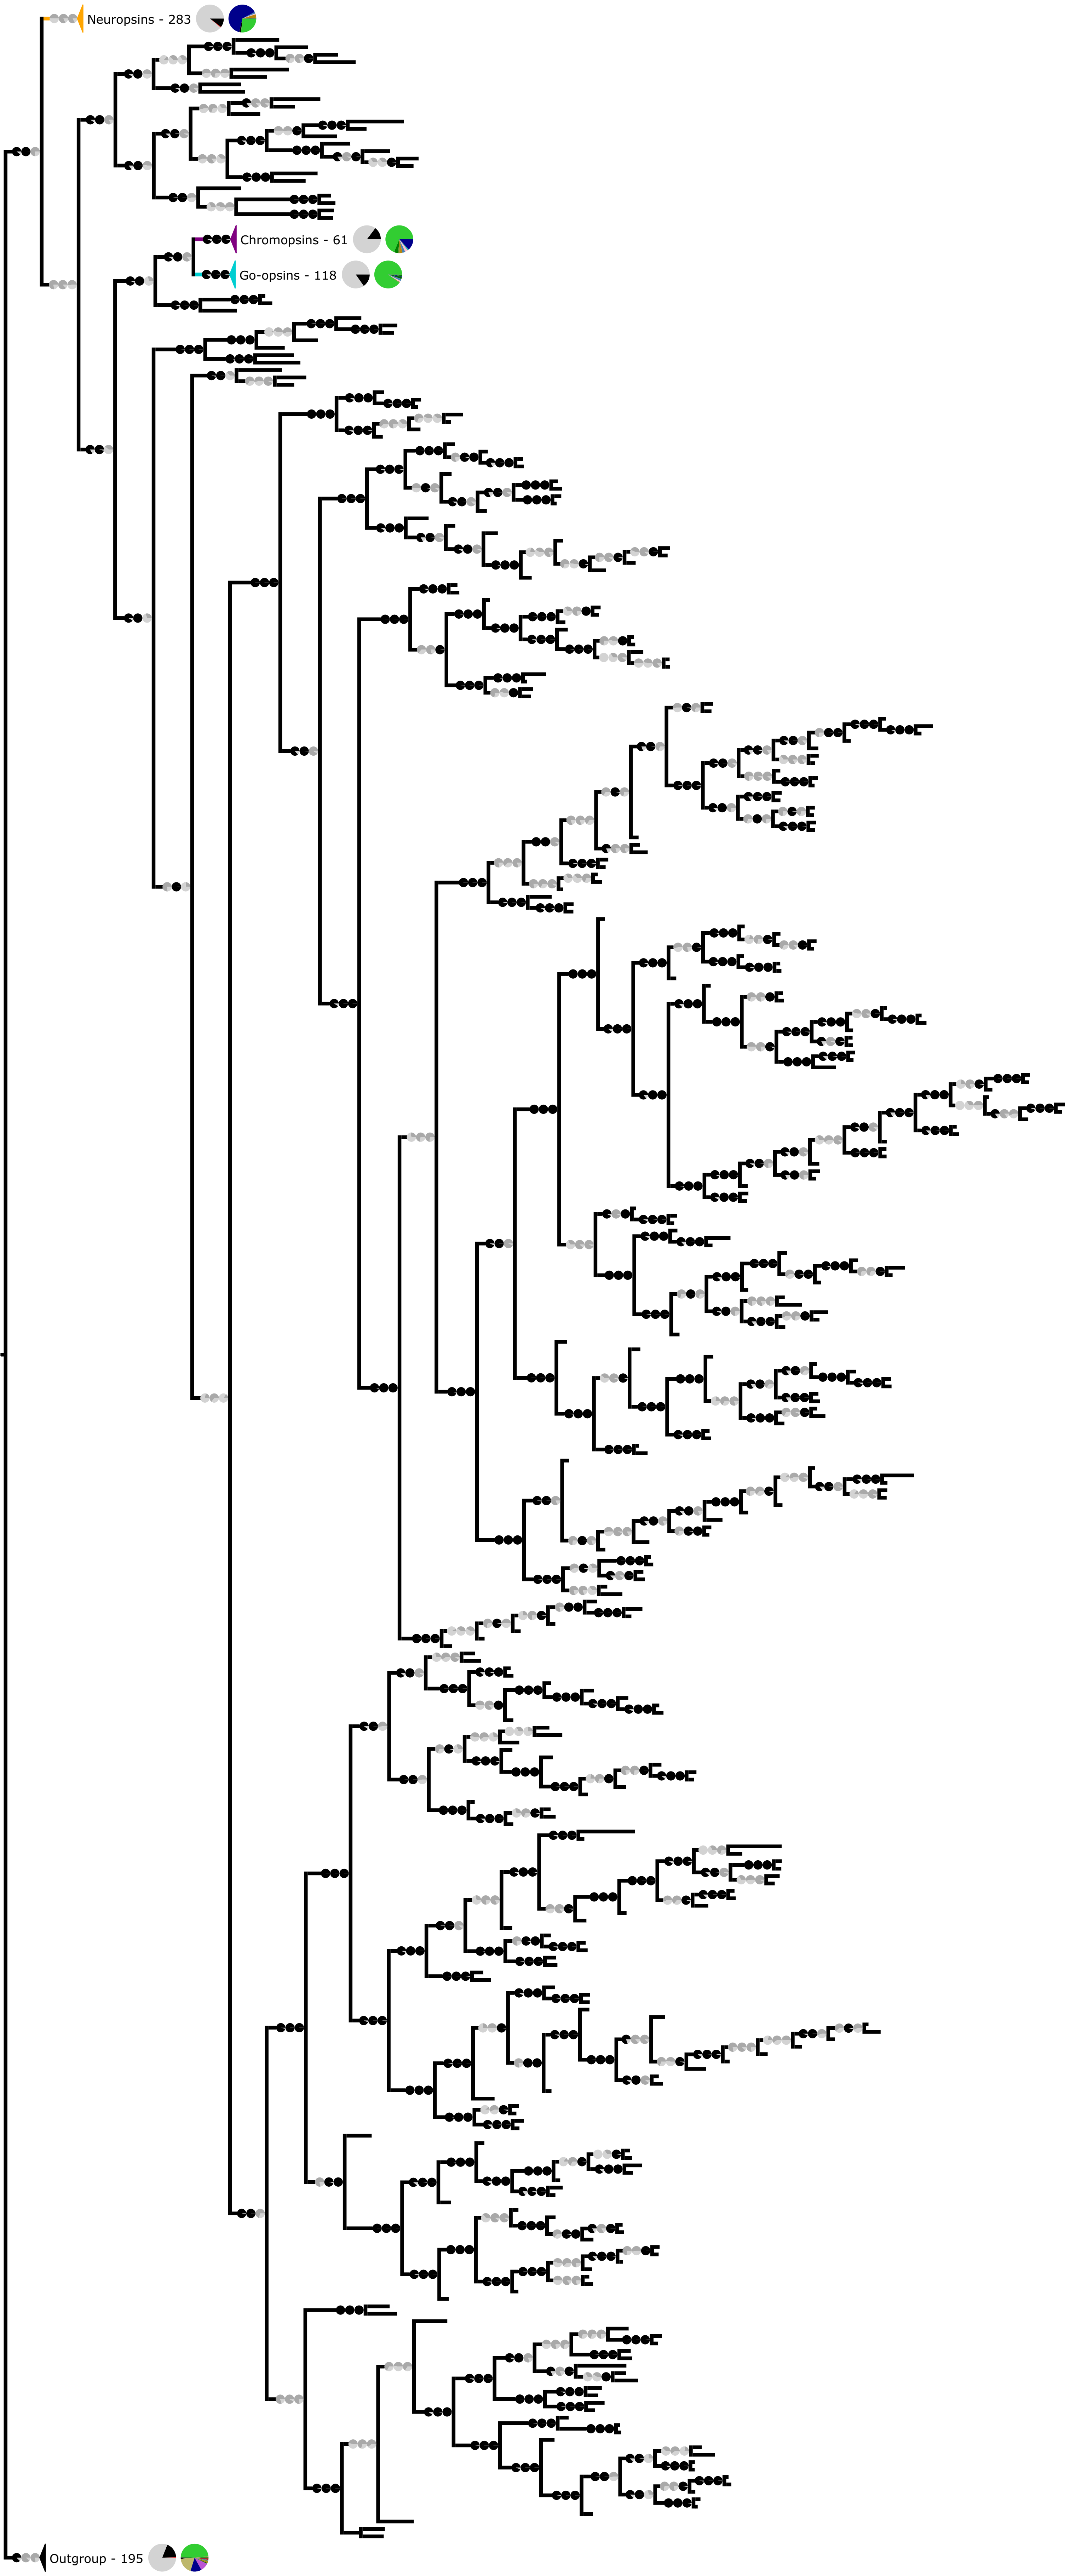 Neuropsins - 283
Chromopsins - 61
Go-opsins - 118
Outgroup - 195